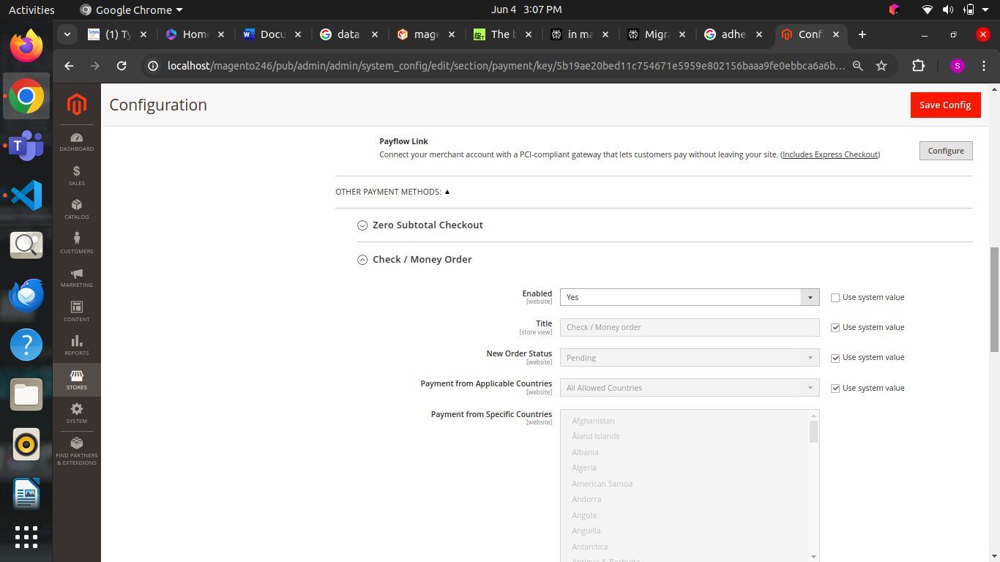 Activities
Google Chrome
Jun 4 3:07 PM
(1) Ty
Home
Docu
data
mage
The b
in ma
Migr
adhe
Conf
localhost/magento246/pub/admin/admin/system_config/edit/section/payment/key/5b19ae20bed11c754671e5959e802156baaa9fe0ebbca6a6b...
S
Configuration
Save Config
DASHBOARD
SALES
CATALOG
CUSTOMERS
MARKETING
CONTENT
REPORTS
STORES
SYSTEM
FIND PARTNERS
& EXTENSIONS
Payflow Link
Connect your merchant account with a PCI-compliant gateway that lets customers pay without leaving your site. (Includes Express Checkout)
Configure
OTHER PAYMENT METHODS:
Zero Subtotal Checkout
Check / Money Order
Enabled
[website]
Yes
Use system value
Title
[store view]
Check / Money order
Use system value
New Order Status
[website]
Pending
Use system value
Payment from Applicable Countries
[website]
All Allowed Countries
Use system value
Payment from Specific Countries
[website]
Afghanistan
Åland Islands
Albania
Algeria
American Samoa
Andorra
Angola
Anguilla
Antarctica
Antigua & Barbuda